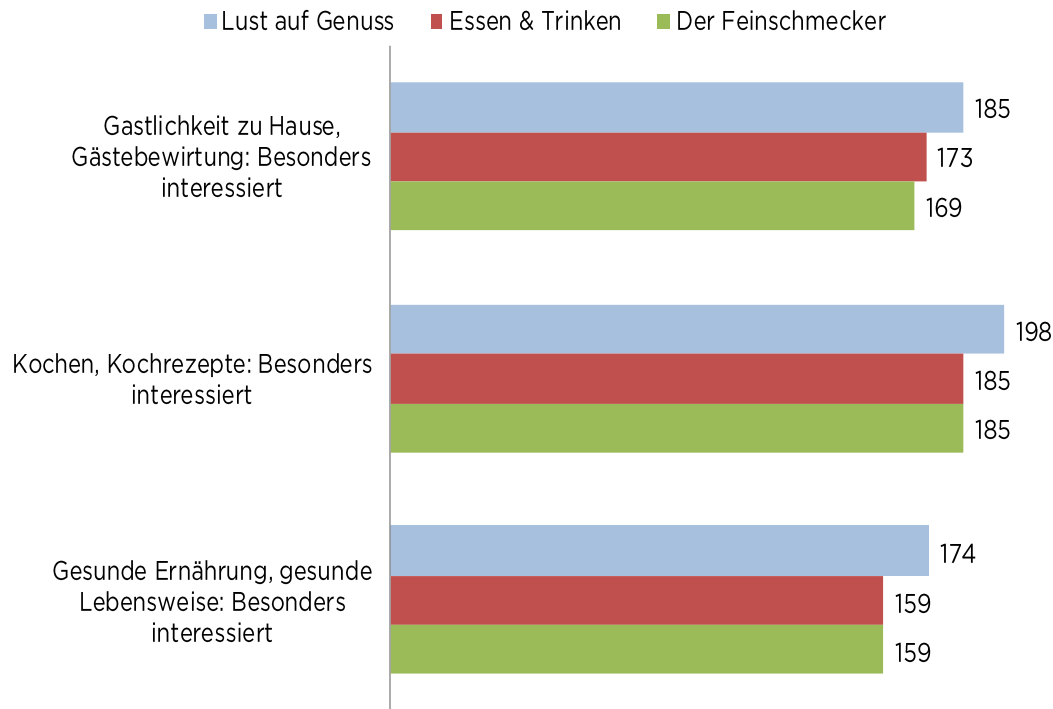 Lust auf Genuss Essen & Trinken Der Feinschmecker
Gastlichkeit zu Hause,
Gästebewirtung: Besonders
interessiert
185
173
169
Kochen, Kochrezepte: Besonders
interessiert
198
185
185
Gesunde Ernährung, gesunde
Lebensweise: Besonders
interessiert
174
159
159